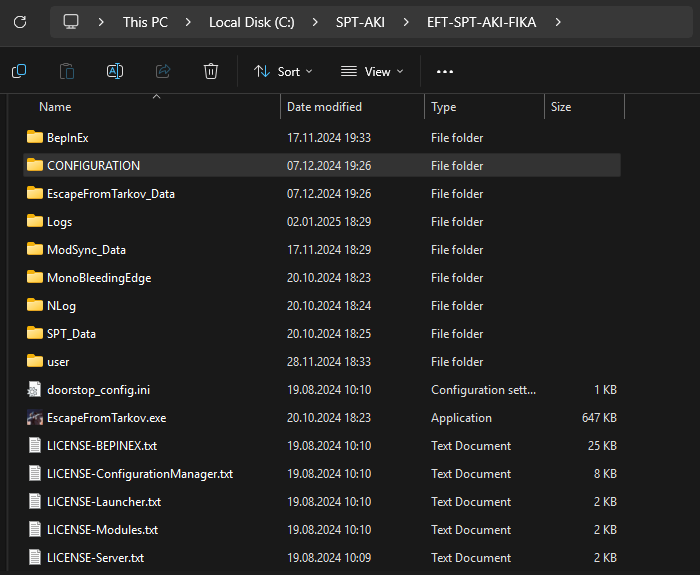 This PC Local Disk (C:) SPT-AKI EFT-SPT-AKI-FIKA
Sort View
Name Date modified Type Size
BepInEx 17.11.2024 19:33 File folder
CONFIGURATION 07.12.2024 19:26 File folder
EscapeFromTarkov_Data 07.12.2024 19:26 File folder
Logs 02.01.2025 18:29 File folder
ModSync_Data 17.11.2024 18:29 File folder
MonoBleedingEdge 20.10.2024 18:23 File folder
NLog 20.10.2024 18:24 File folder
SPT_Data 20.10.2024 18:25 File folder
user 28.11.2024 18:33 File folder
doorstop_config.ini 19.08.2024 10:10 Configuration sett... 1 KB
EscapeFromTarkov.exe 20.10.2024 18:23 Application 647 KB
LICENSE-BEPINEX.txt 19.08.2024 10:10 Text Document 25 KB
LICENSE-ConfigurationManager.txt 19.08.2024 10:10 Text Document 8 KB
LICENSE-Launcher.txt 19.08.2024 10:10 Text Document 2 KB
LICENSE-Modules.txt 19.08.2024 10:10 Text Document 2 KB
LICENSE-Server.txt 19.08.2024 10:09 Text Document 2 KB